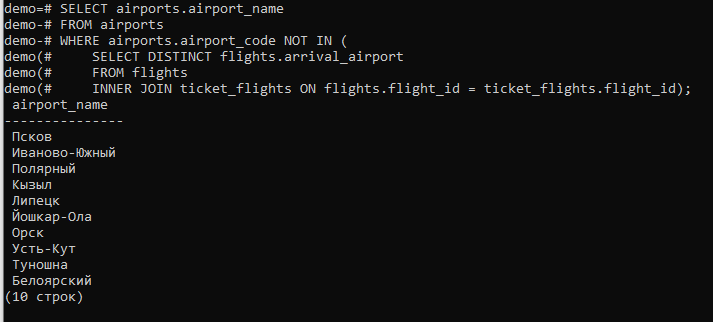 demo=# SELECT airports.airport_name
demo-# FROM airports
demo-# WHERE airports.airport_code NOT IN (
demo(#     SELECT DISTINCT flights.arrival_airport
demo(#     FROM flights
demo(#     INNER JOIN ticket_flights ON flights.flight_id = ticket_flights.flight_id);
 airport_name
---------------
 Псков
 Иваново-Южный
 Полярный
 Кызыл
 Липецк
 Йошкар-Ола
 Орск
 Усть-Кут
 Туношна
 Белоярский
(10 строк)